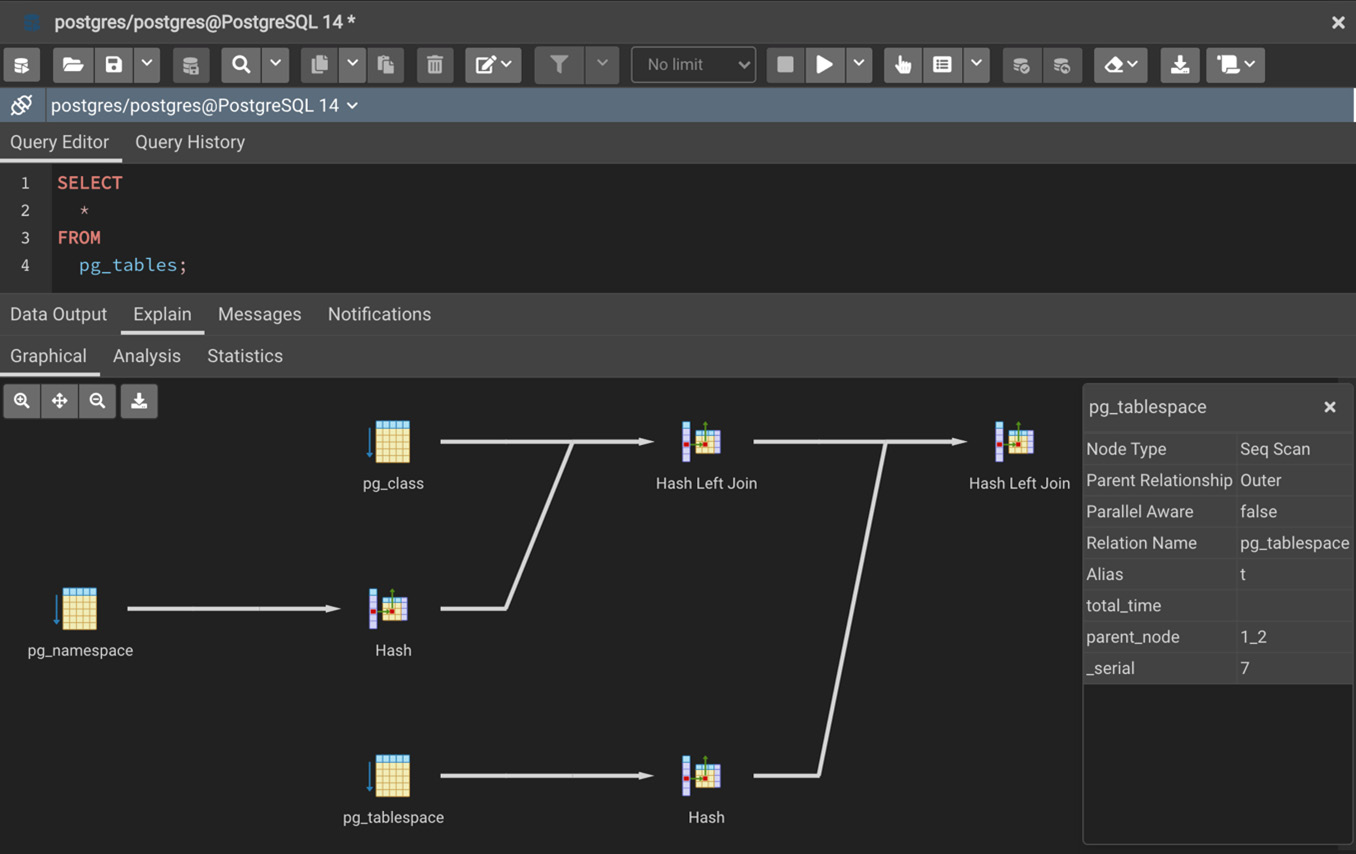 postgres/postgres@PostgreSQL 14 *
No limit
postgres/postgres@PostgreSQL 14
Query Editor Query History
1 SELECT
2 *
3 FROM
4 pg_tables;
Data Output Explain Messages Notifications
Graphical Analysis Statistics
pg_class
Hash Left Join
Hash Left Join
pg_namespace
Hash
pg_tablespace
Hash
pg_tablespace
Node Type Seq Scan
Parent Relationship Outer
Parallel Aware false
Relation Name pg_tablespace
Alias t
total_time
parent_node 1_2
_serial 7